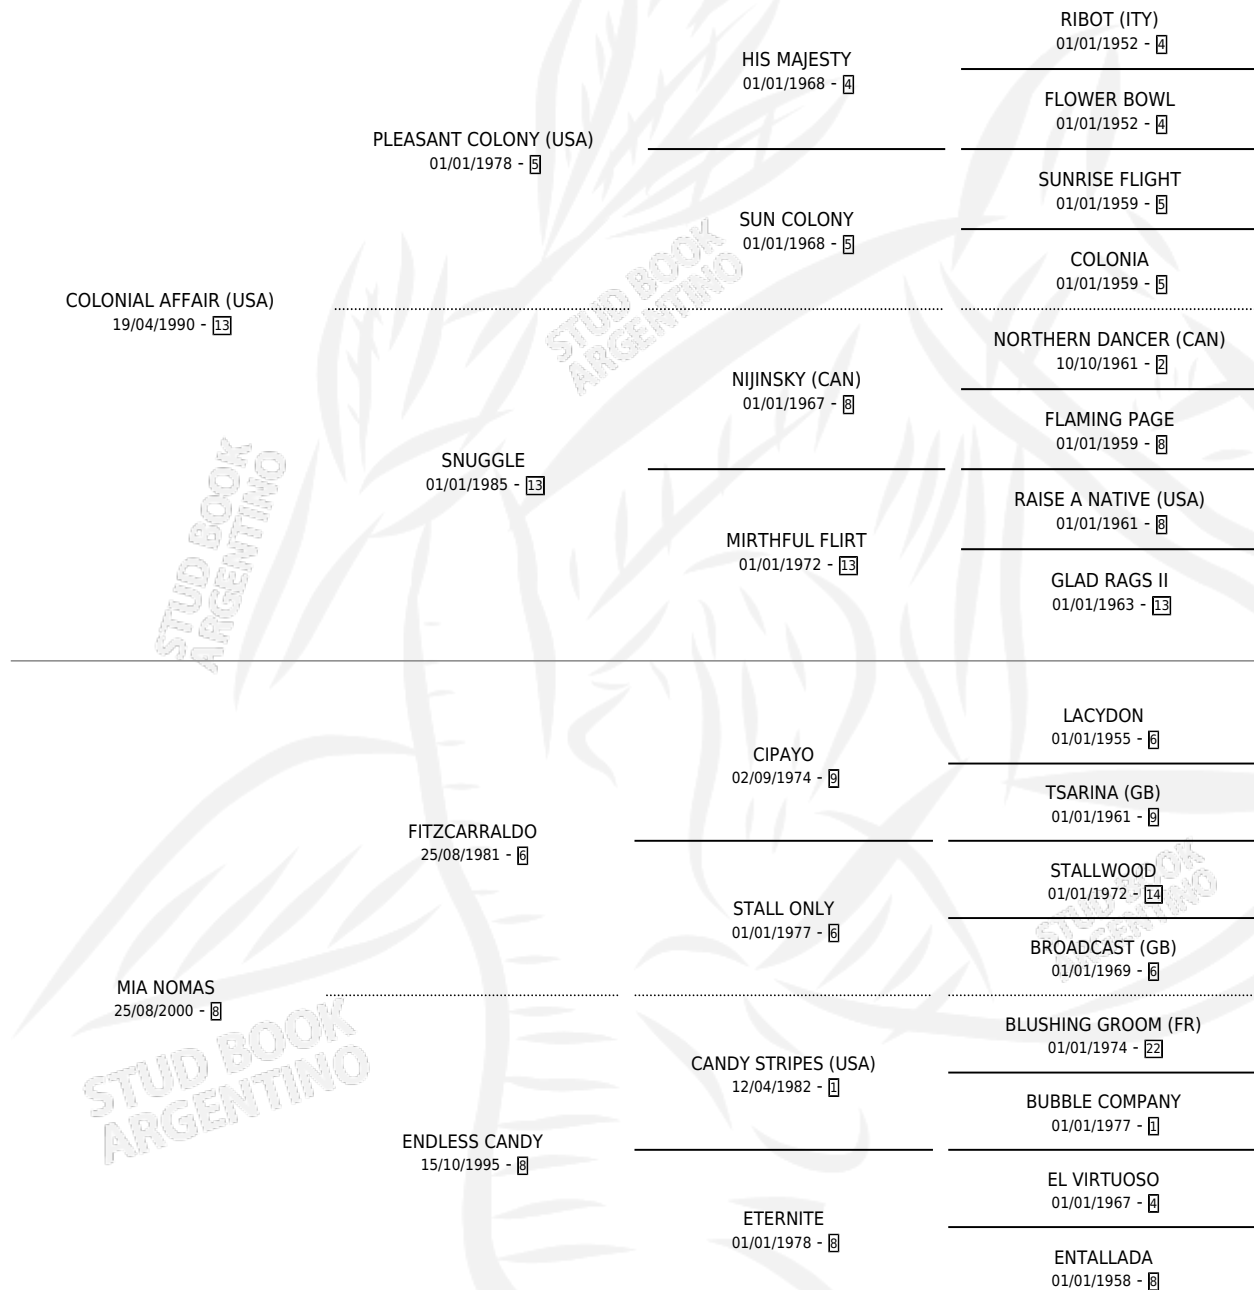 RIBOT (ITY)
01/01/1952 - 4
HIS MAJESTY
01/01/1968 - 4
FLOWER BOWL
01/01/1952 - 4
PLEASANT COLONY (USA)
01/01/1978 - 5
SUNRISE FLIGHT
01/01/1959 - 5
SUN COLONY
01/01/1968 - 5
COLONIA
01/01/1959 - 5
COLONIAL AFFAIR (USA)
19/04/1990 - 13
NORTHERN DANCER (CAN)
10/10/1961 - 2
NIJINSKY (CAN)
01/01/1967 - 8
FLAMING PAGE
01/01/1959 - 8
SNUGGLE
01/01/1985 - 13
RAISE A NATIVE (USA)
01/01/1961 - 8
MIRTHFUL FLIRT
01/01/1972 - 13
GLAD RAGS II
01/01/1963 - 13
LACYDON
01/01/1955 - 6
CIPAYO
02/09/1974 - 9
TSARINA (GB)
01/01/1961 - 9
FITZCARRALDO
25/08/1981 - 6
STALLWOOD
01/01/1972 - 14
STALL ONLY
01/01/1977 - 6
BROADCAST (GB)
01/01/1969 - 6
MIA NOMAS
25/08/2000 - 8
BLUSHING GROOM (FR)
01/01/1974 - 22
CANDY STRIPES (USA)
12/04/1982 - 1
BUBBLE COMPANY
01/01/1977 - 1
ENDLESS CANDY
15/10/1995 - 8
EL VIRTUOSO
01/01/1967 - 4
ETERNITE
01/01/1978 - 8
ENTALLADA
01/01/1958 - 8
STUD BOOK
ARGENTINO
STUD BOOK
ARGENTINO
STUD BOOK
ARGENTINO
STUD BOOK
ARGENTINO